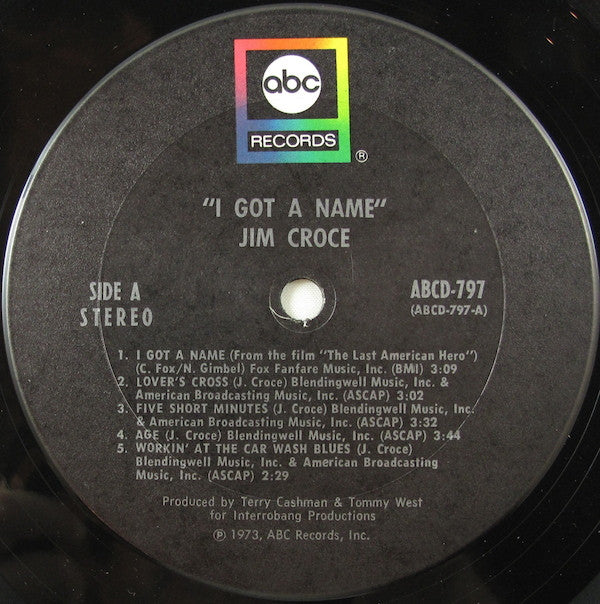 abc
RECORDS
®
"I GOT A NAME"
JIM CROCE
SIDE A
STEREO
ABCD-797
(ABCD-797-A)
1. I GOT A NAME (From the film "The Last American Hero")
(C. Fox/N. Gimbel) Fox Fanfare Music, Inc. (BMI) 3:09
2. LOVER'S CROSS (J. Croce) Blendingwell Music, Inc. &
American Broadcasting Music, Inc. (ASCAP) 3:02
3. FIVE SHORT MINUTES (J. Croce) Blendingwell Music, Inc.
& American Broadcasting Music, Inc. (ASCAP) 3:32
4. AGE (J. Croce) Blendingwell Music, Inc. (ASCAP) 3:44
5. WORKIN' AT THE CAR WASH BLUES (J. Croce)
Blendingwell Music, Inc. & American Broadcasting
Music, Inc. (ASCAP) 2:29
Produced by Terry Cashman & Tommy West
for Interrobang Productions
℗ 1973, ABC Records, Inc.